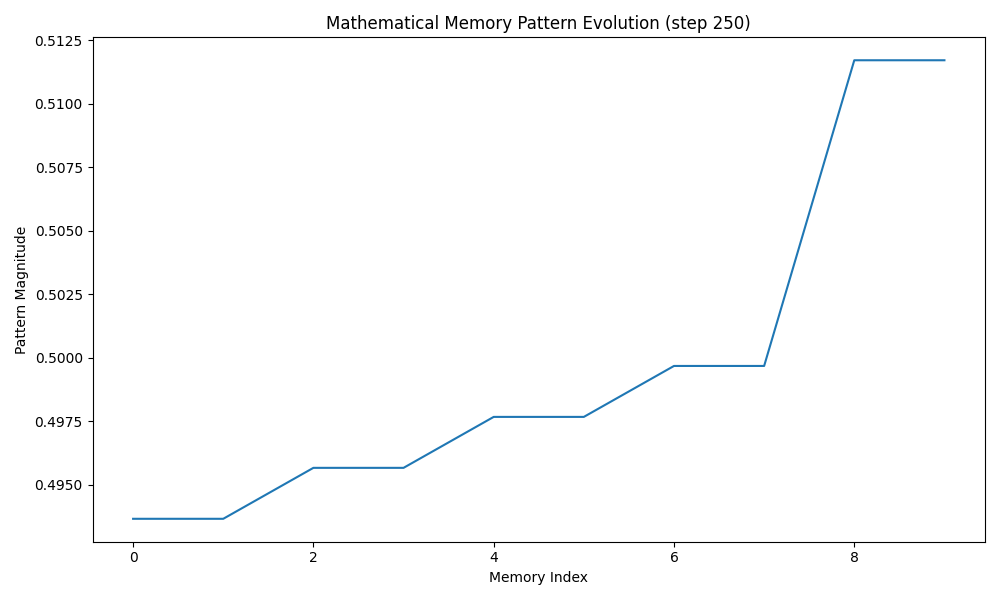 Mathematical Memory Pattern Evolution (step 250)
0.5125
0.5100
0.5075
0.5050
0.5025
0.5000
0.4975
0.4950
Pattern Magnitude
0 2 4 6 8
Memory Index